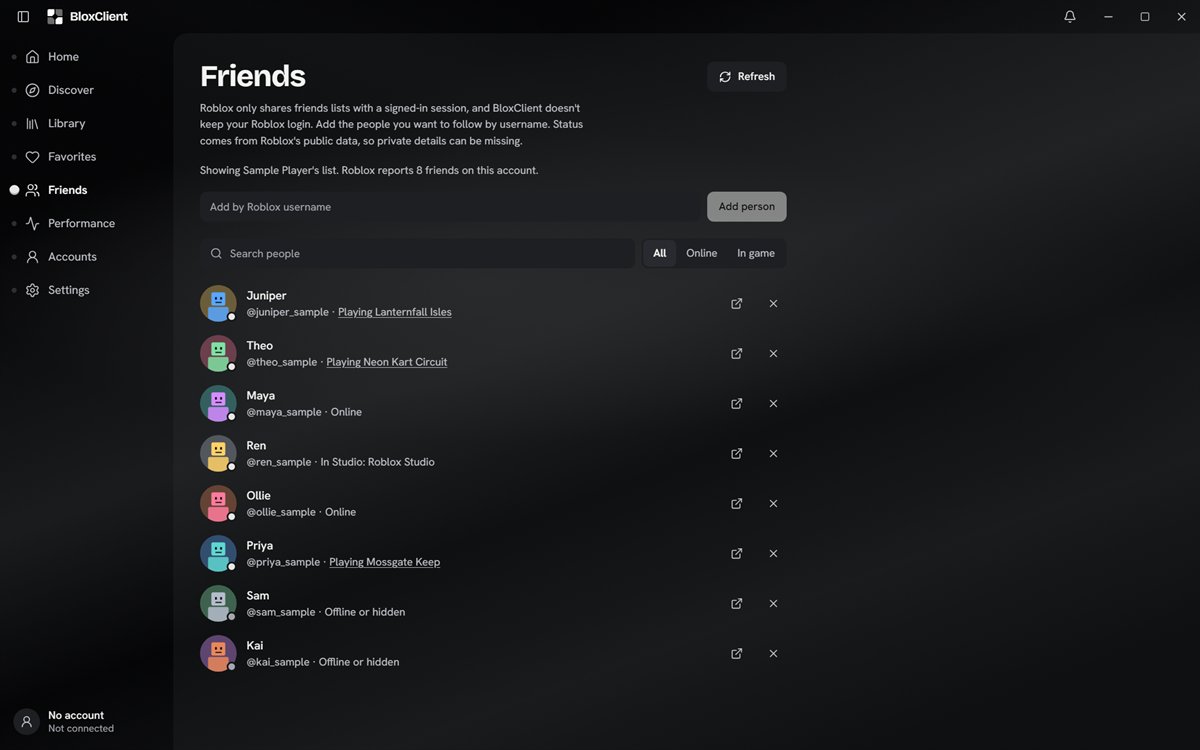 BloxClient
Home
Discover
Library
Favorites
Friends
Performance
Accounts
Settings
No account
Not connected
Friends
Refresh
Roblox only shares friends lists with a signed-in session, and BloxClient doesn't
keep your Roblox login. Add the people you want to follow by username. Status
comes from Roblox's public data, so private details can be missing.
Showing Sample Player's list. Roblox reports 8 friends on this account.
Add by Roblox username
Add person
Search people
All
Online
In game
Juniper
@juniper_sample · Playing Lanternfall Isles
Theo
@theo_sample · Playing Neon Kart Circuit
Maya
@maya_sample · Online
Ren
@ren_sample · In Studio: Roblox Studio
Ollie
@ollie_sample · Online
Priya
@priya_sample · Playing Mossgate Keep
Sam
@sam_sample · Offline or hidden
Kai
@kai_sample · Offline or hidden